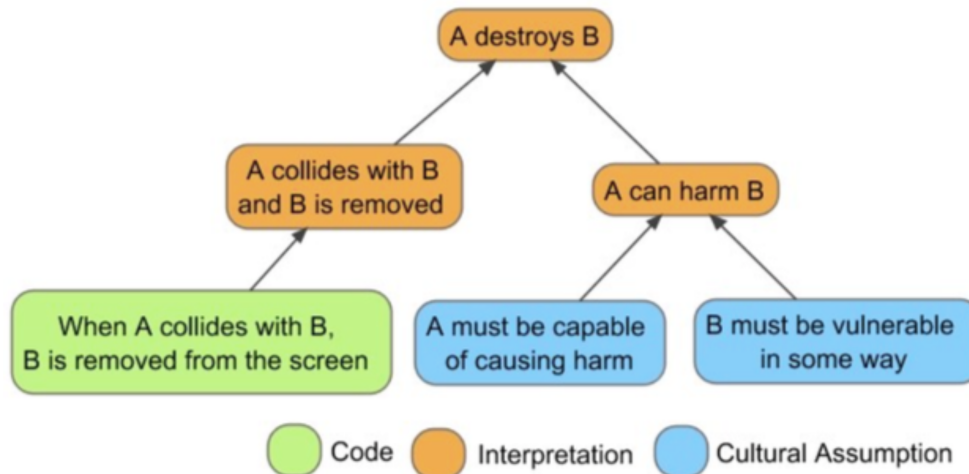 A destroys B
A collides with B
and B is removed
A can harm B
When A collides with B,
B is removed from the screen
A must be capable
of causing harm
B must be vulnerable
in some way
Code
Interpretation
Cultural Assumption